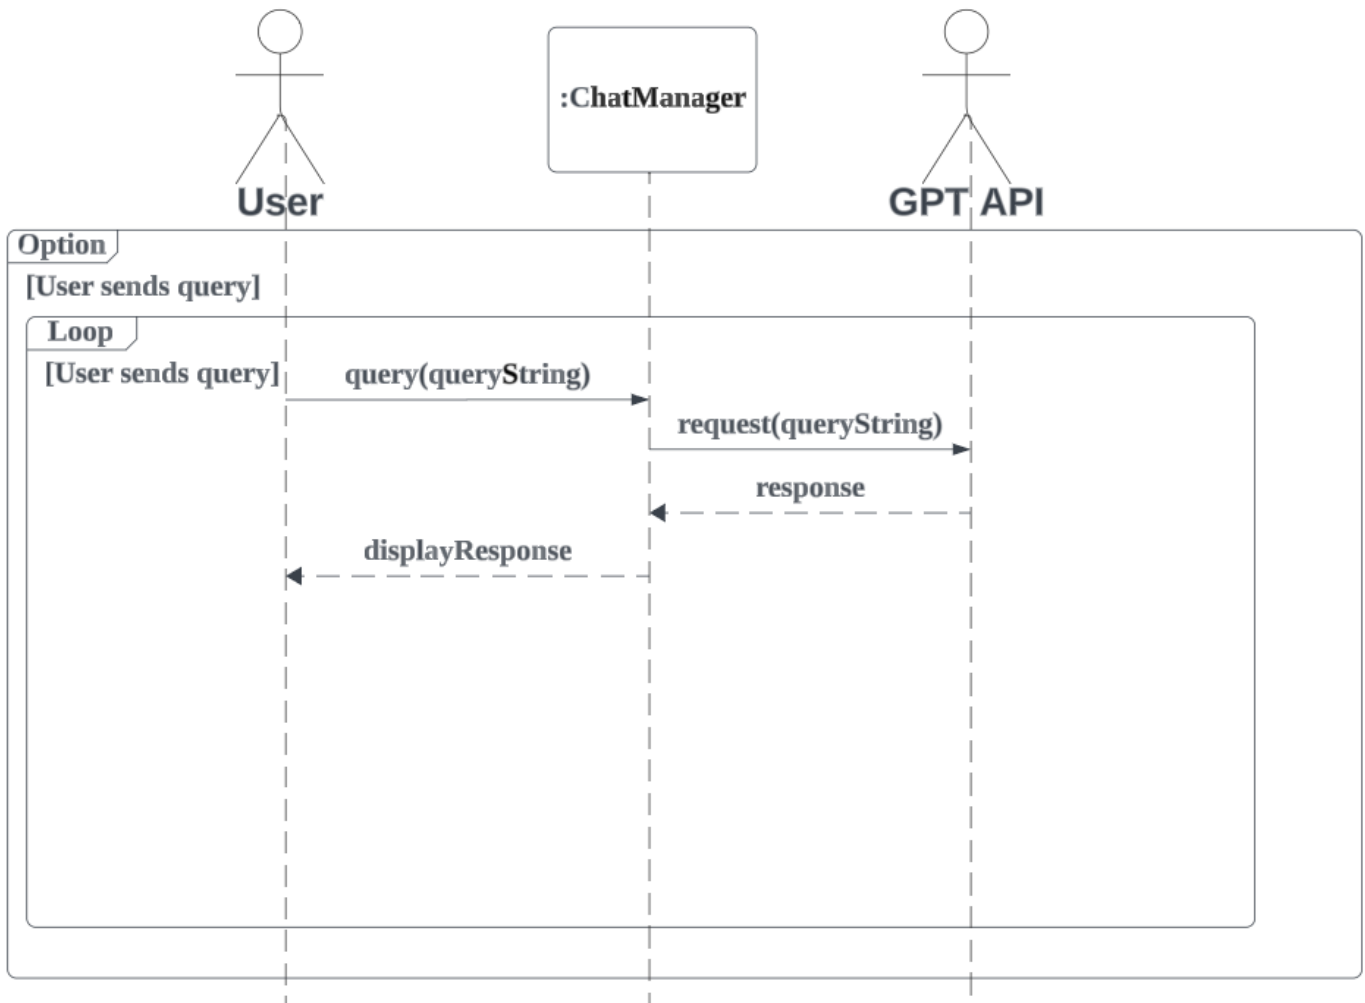 :ChatManager
User
GPT API
Option
[User sends query]
Loop
[User sends query]
query(queryString)
request(queryString)
response
displayResponse